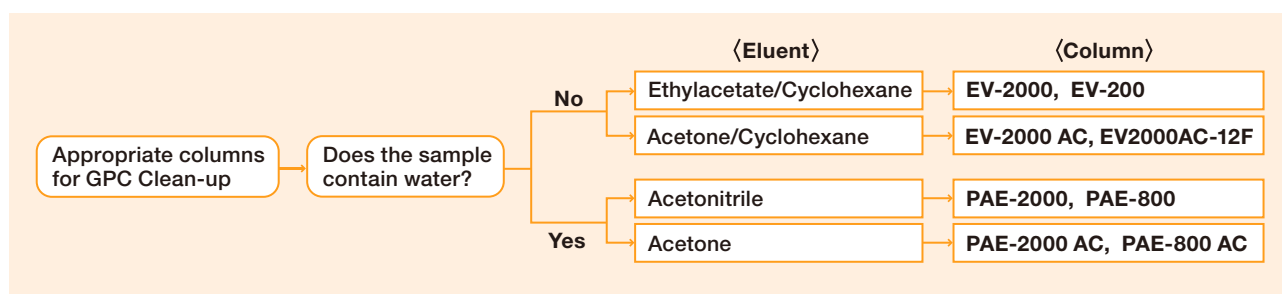 〈Eluent〉 〈Column〉
No
Ethylacetate/Cyclohexane EV-2000, EV-200
Acetone/Cyclohexane EV-2000 AC, EV2000AC-12F
Appropriate columns
for GPC Clean-up
Does the sample
contain water?
Yes
Acetonitrile PAE-2000, PAE-800
Acetone PAE-2000 AC, PAE-800 AC